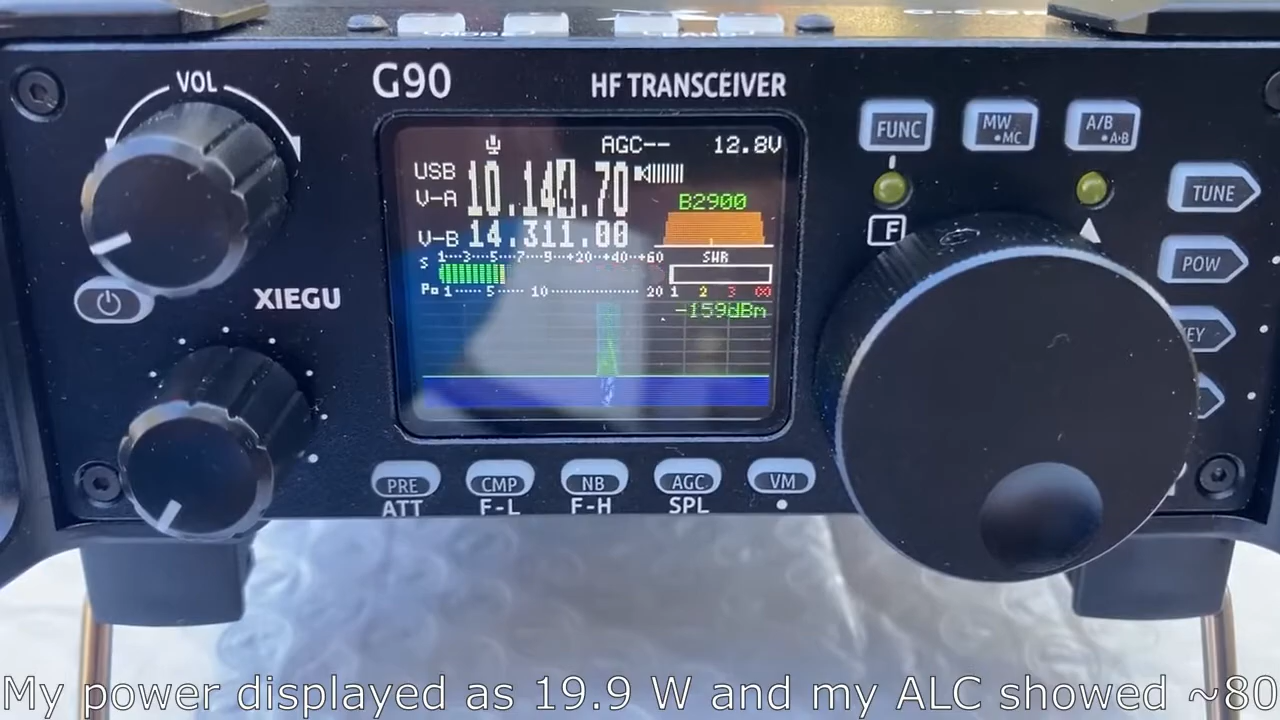 VOL
G90
HF TRANSCEIVER
FUNC
MW
•MC
A/B
•A›B
TUNE
F
POW
XIEGU
AGC-- 12.8V
USB
V-A 10.140.70
B2900
V-B 14.311.00
S 1···3···5···7···9···+20···+40···+60 SWR
Po 1······5······10··················20 1 2 3 ∞
-159dBm
PRE CMP NB AGC VM
ATT F-L F-H SPL
My power displayed as 19.9 W and my ALC showed ~80